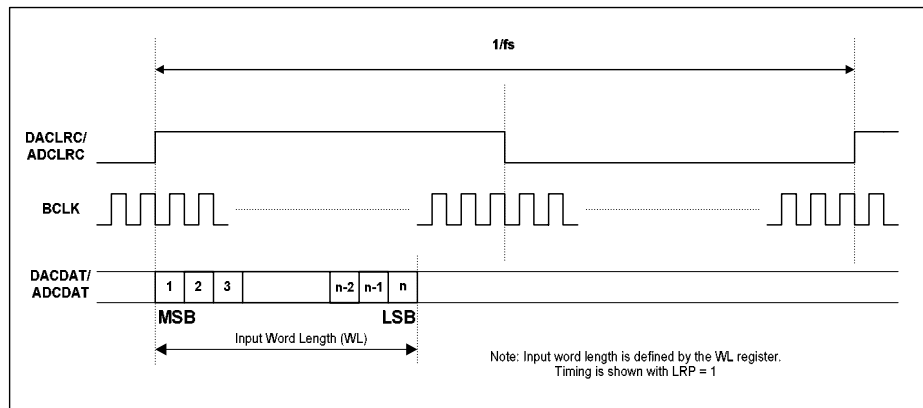 1/fs
DACLRC/
ADCLRC
BCLK
DACDAT/
ADCDAT
1 2 3 n-2 n-1 n
MSB LSB
Input Word Length (WL)
Note: Input word length is defined by the WL register.
Timing is shown with LRP = 1